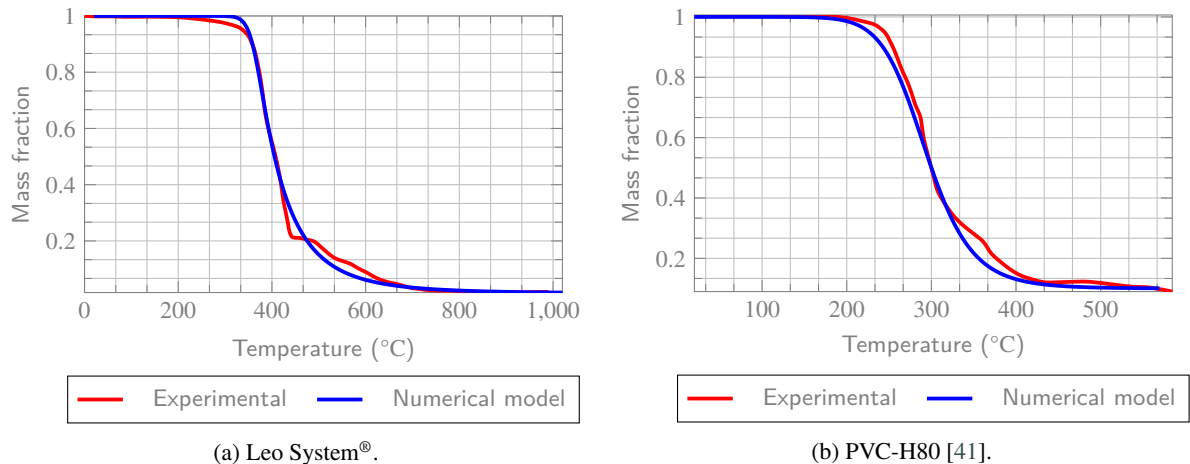 1
0.8
0.6
0.4
0.2
Mass fraction
0 200 400 600 800 1,000
Temperature (°C)
Experimental Numerical model
(a) Leo System®.
1
0.8
0.6
0.4
0.2
Mass fraction
100 200 300 400 500
Temperature (°C)
Experimental Numerical model
(b) PVC-H80 [41].